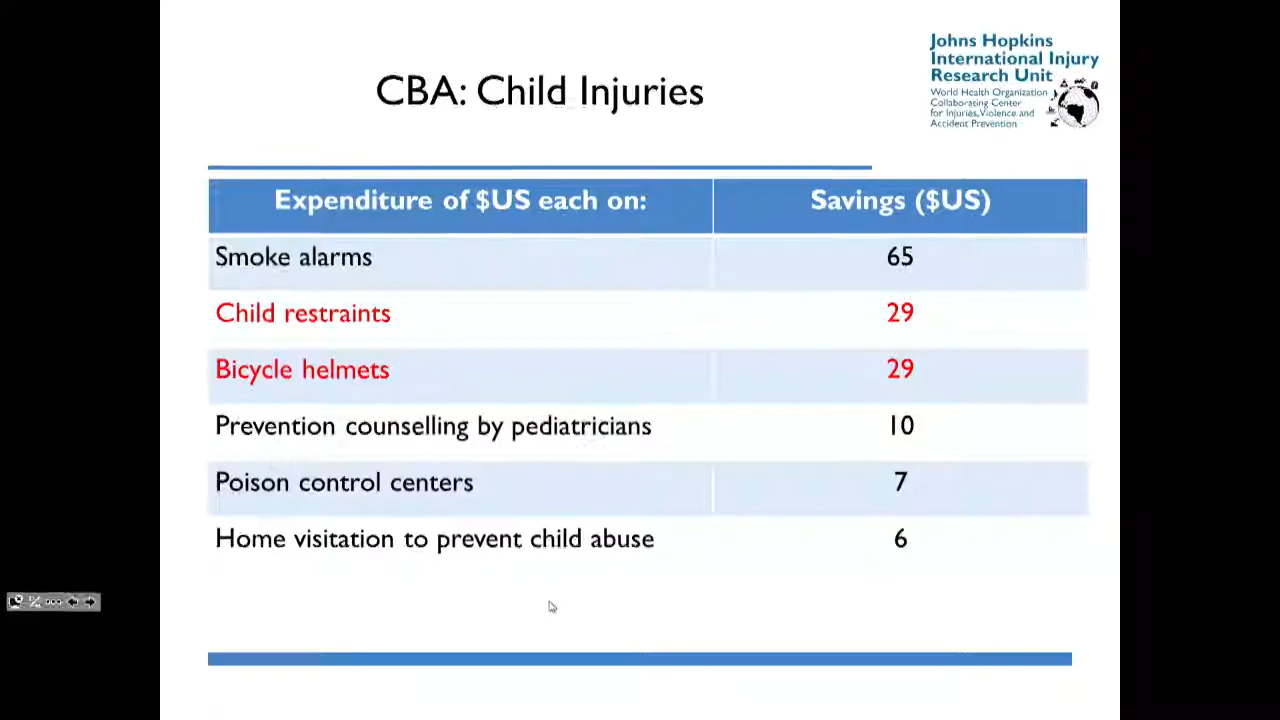 CBA: Child Injuries
Johns Hopkins
International Injury
Research Unit
World Health Organization
Collaborating Center
for Injuries, Violence and
Accident Prevention
Expenditure of $US each on: Savings ($US)
Smoke alarms 65
Child restraints 29
Bicycle helmets 29
Prevention counselling by pediatricians 10
Poison control centers 7
Home visitation to prevent child abuse 6